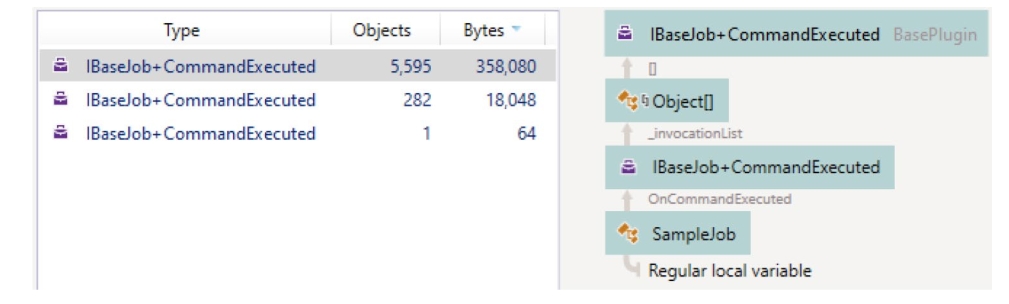 Type Objects Bytes
IBaseJob+CommandExecuted 5,595 358,080
IBaseJob+CommandExecuted 282 18,048
IBaseJob+CommandExecuted 1 64
IBaseJob+CommandExecuted BasePlugin
[]
Object[]
_invocationList
IBaseJob+CommandExecuted
OnCommandExecuted
SampleJob
Regular local variable